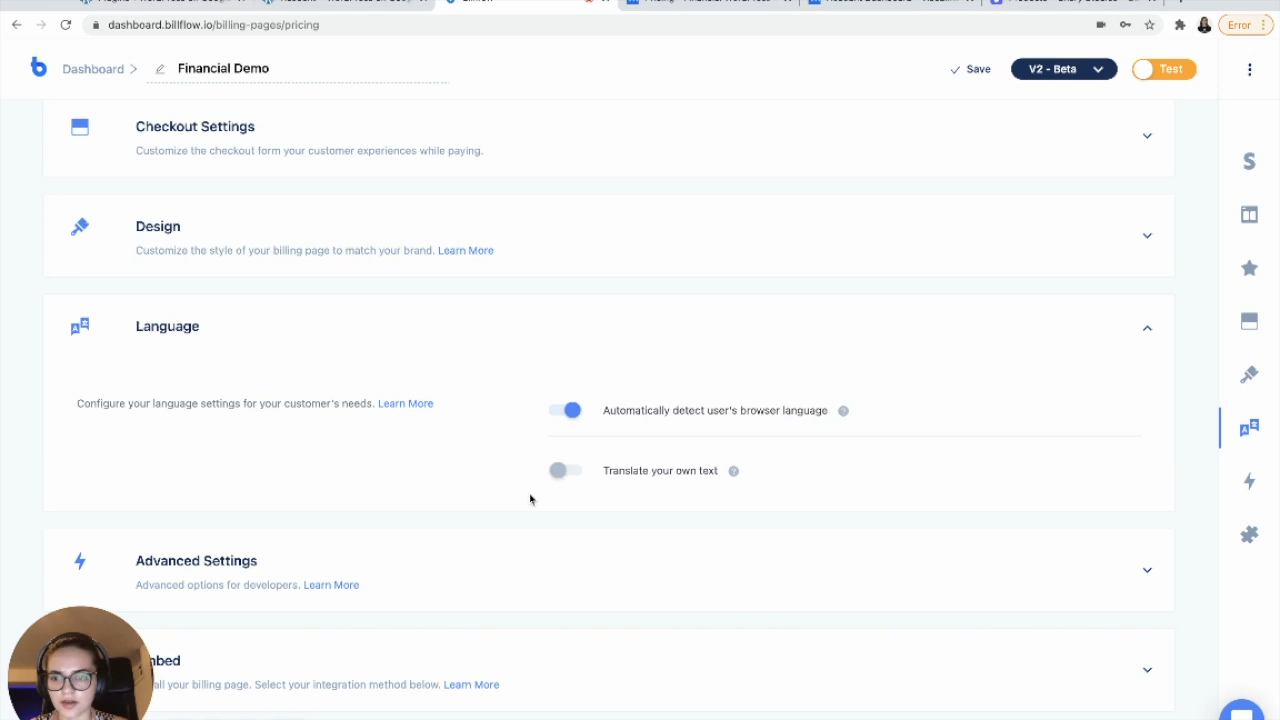 dashboard.billflow.io/billing-pages/pricing
Error
Dashboard >
Financial Demo
Save
V2 - Beta
Test
Checkout Settings
Customize the checkout form your customer experiences while paying.
Design
Customize the style of your billing page to match your brand. Learn More
Language
Configure your language settings for your customer's needs. Learn More
Automatically detect user's browser language ?
Translate your own text ?
Advanced Settings
Advanced options for developers. Learn More
all your billing page. Select your integration method below. Learn More